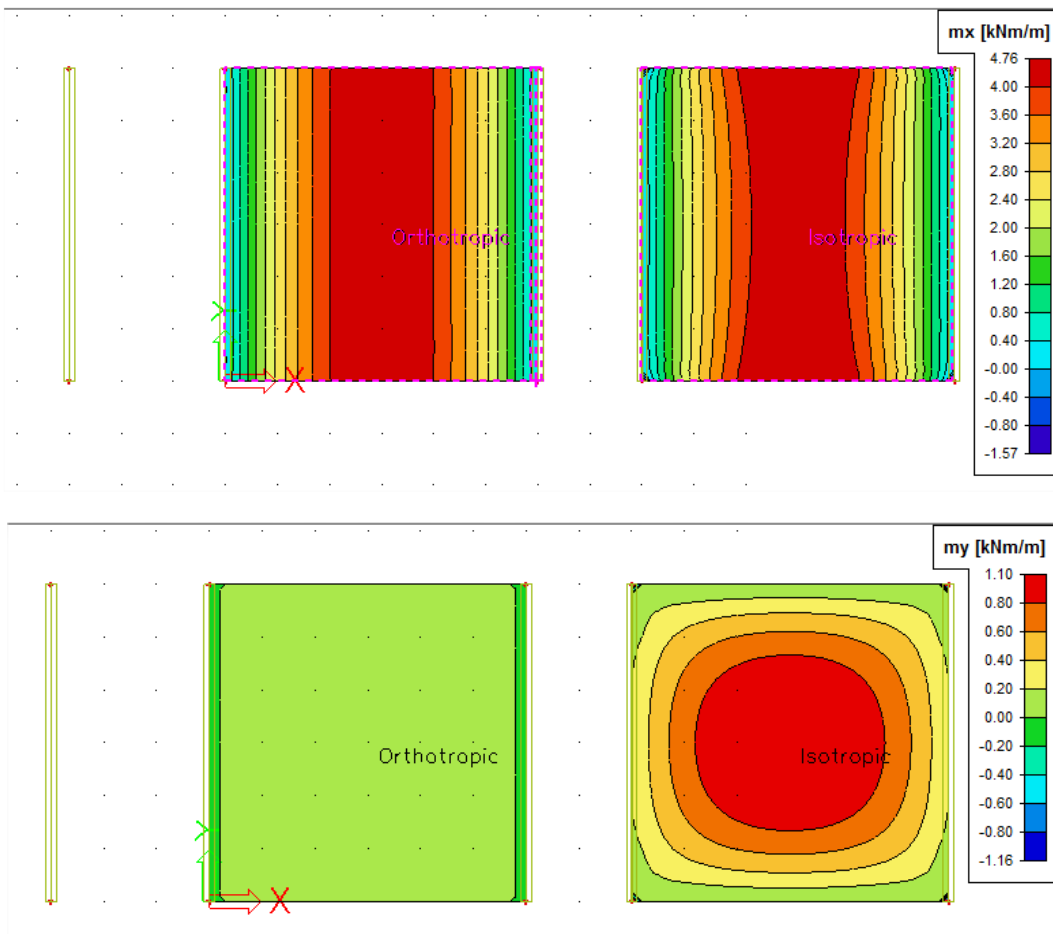 mx [kNm/m]
4.76
4.00
3.60
3.20
2.80
2.40
2.00
1.60
1.20
0.80
0.40
-0.00
-0.40
-0.80
-1.57
Orthotropic
Isotropic
Y
X
my [kNm/m]
1.10
0.80
0.60
0.40
0.20
0.00
-0.20
-0.40
-0.60
-0.80
-1.16
Orthotropic
Isotropic
Y
X